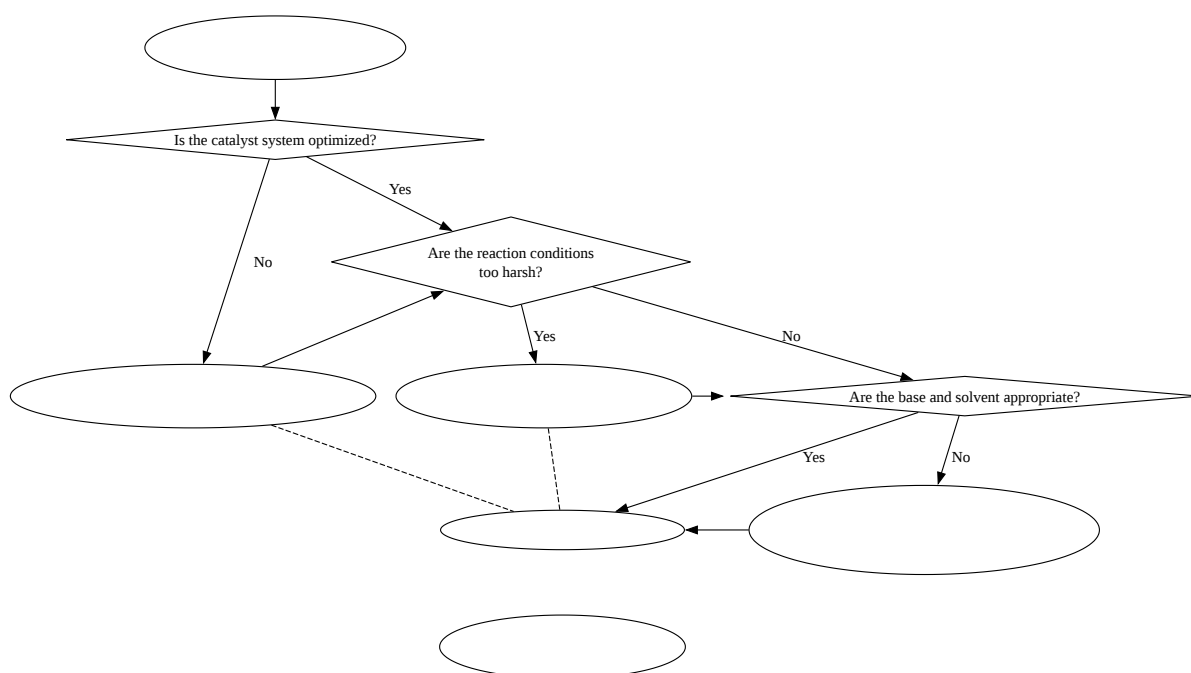 Is the catalyst system optimized?
Yes
Are the reaction conditions
too harsh?
No
Yes
No
Are the base and solvent appropriate?
Yes
No